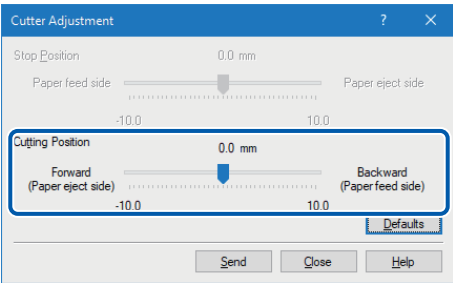 Cutter Adjustment ? ×
Stop Position 0.0 mm
Paper feed side Paper eject side
-10.0 10.0
Cutting Position 0.0 mm
Forward Backward
(Paper eject side) (Paper feed side)
-10.0 10.0
Defaults
Send Close Help